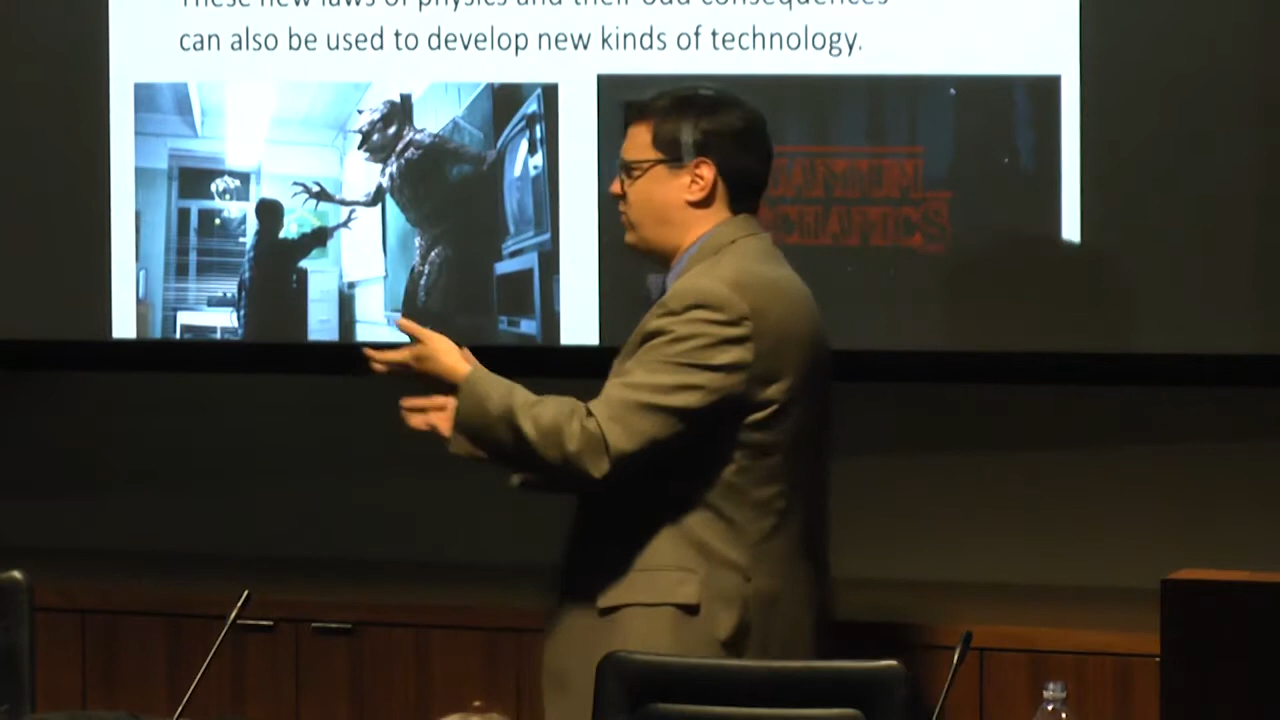 These new laws of physics and their odd consequences
can also be used to develop new kinds of technology.